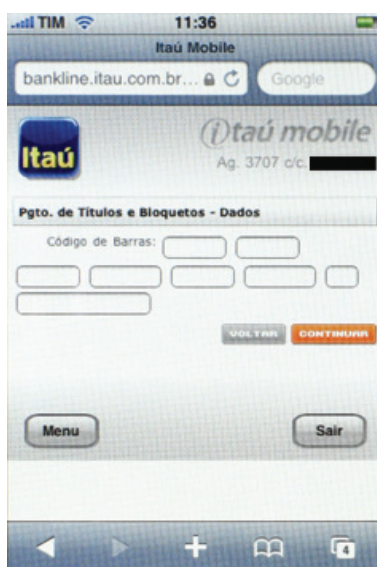 TIM 11:36
Itaú Mobile
bankline.itau.com.br... Google
Itaú
itaú mobile
Ag. 3707 c/c.
Pgto. de Títulos e Bloquetos - Dados
Código de Barras:
VOLTAR CONTINUAR
Menu Sair
4